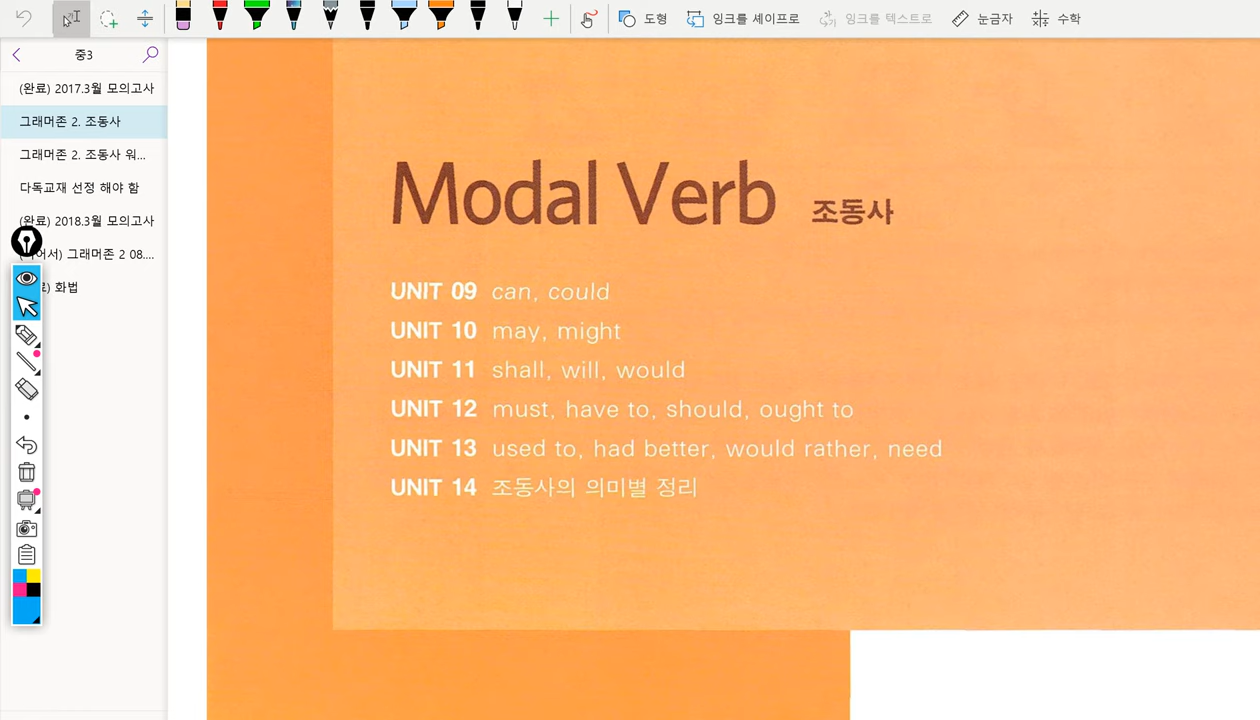 도형
잉크를 셰이프로
잉크를 텍스트로
눈금자
수학
중3
(완료) 2017.3월 모의고사
그래머존 2. 조동사
그래머존 2. 조동사 워...
다독교재 선정 해야 함
(완료) 2018.3월 모의고사
어서) 그래머존 2 08....
) 화법
Modal Verb 조동사
UNIT 09 can, could
UNIT 10 may, might
UNIT 11 shall, will, would
UNIT 12 must, have to, should, ought to
UNIT 13 used to, had better, would rather, need
UNIT 14 조동사의 의미별 정리